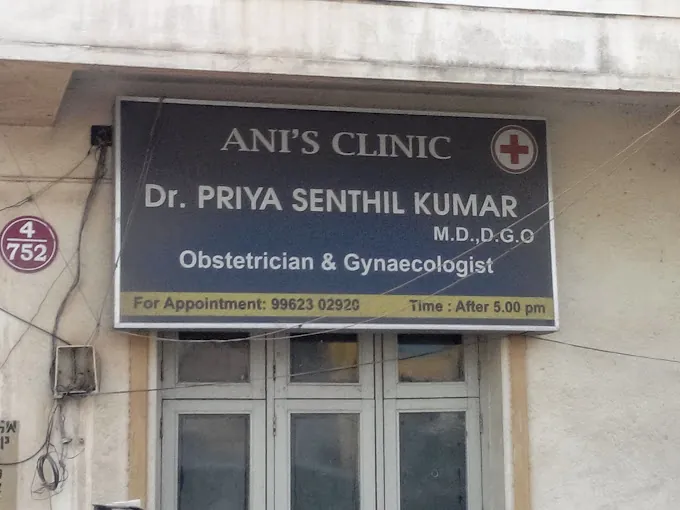 ANI'S CLINIC
Dr. PRIYA SENTHIL KUMAR
M.D.,D.G.O
Obstetrician & Gynaecologist
For Appointment: 99623 02920 Time : After 5.00 pm
4
752